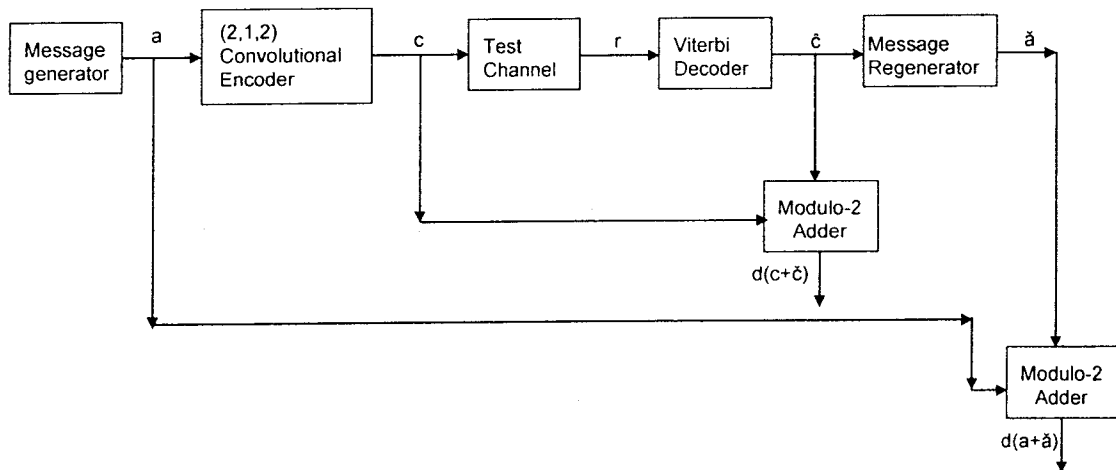 Message
generator
a
(2,1,2)
Convolutional
Encoder
c
Test
Channel
r
Viterbi
Decoder
ĉ
Message
Regenerator
ă
Modulo-2
Adder
d(c+č)
Modulo-2
Adder
d(a+ă)